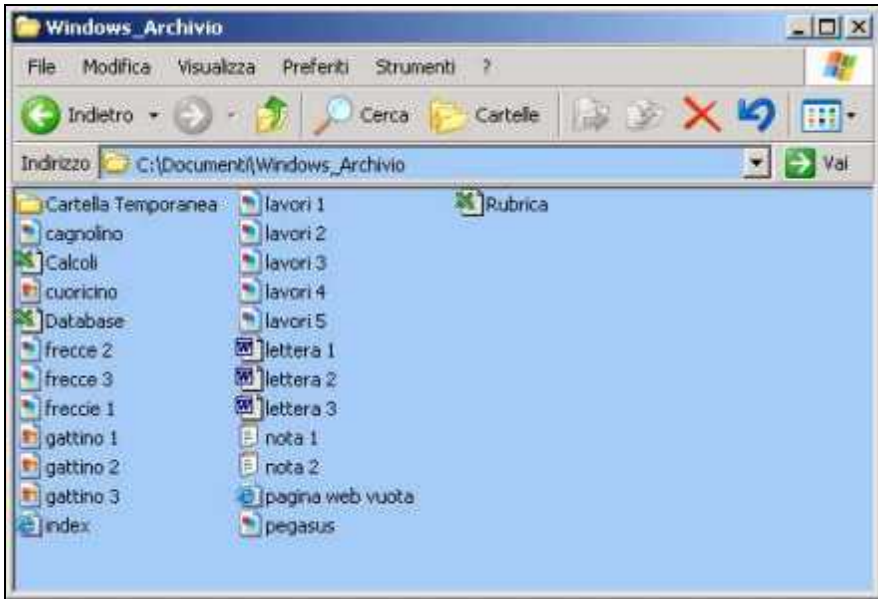 Windows_Archivio
File Modifica Visualizza Preferiti Strumenti ?
Indietro Cerca Cartelle
Indirizzo C:\Documenti\Windows_Archivio Vai
Cartella Temporanea
cagnolino
Calcoli
cuoricino
Database
frecce 2
frecce 3
freccie 1
gattino 1
gattino 2
gattino 3
index
lavori 1
lavori 2
lavori 3
lavori 4
lavori 5
lettera 1
lettera 2
lettera 3
nota 1
nota 2
pagina web vuota
pegasus
Rubrica